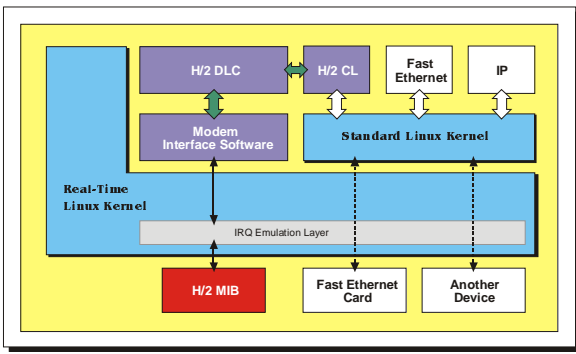 H/2 DLC
H/2 CL
Fast
Ethernet
IP
Modem
Interface Software
Standard Linux Kernel
Real-Time
Linux Kernel
IRQ Emulation Layer
H/2 MIB
Fast Ethernet
Card
Another
Device